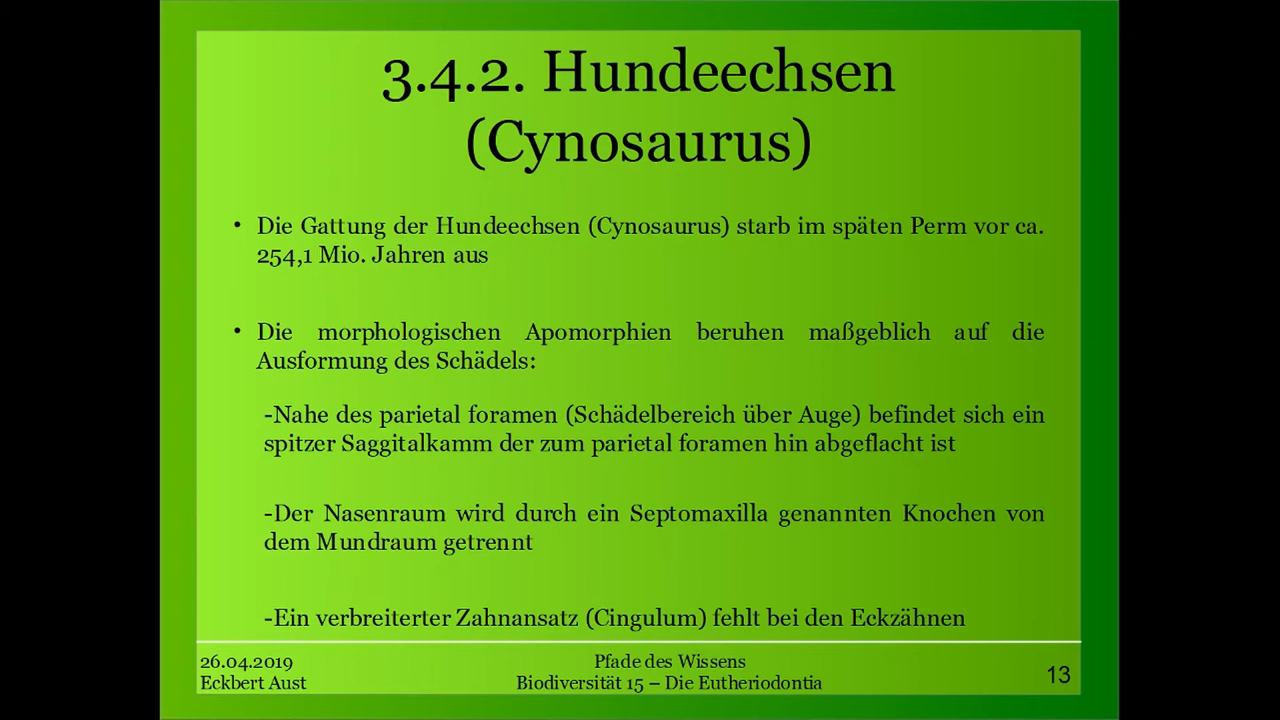 3.4.2. Hundeechsen
(Cynosaurus)
• Die Gattung der Hundeechsen (Cynosaurus) starb im späten Perm vor ca.
254,1 Mio. Jahren aus
• Die morphologischen Apomorphien beruhen maßgeblich auf die
Ausformung des Schädels:
-Nahe des parietal foramen (Schädelbereich über Auge) befindet sich ein
spitzer Saggitalkamm der zum parietal foramen hin abgeflacht ist
-Der Nasenraum wird durch ein Septomaxilla genannten Knochen von
dem Mundraum getrennt
-Ein verbreiterter Zahnansatz (Cingulum) fehlt bei den Eckzähnen
26.04.2019
Eckbert Aust
Pfade des Wissens
Biodiversität 15 – Die Eutheriodontia
13